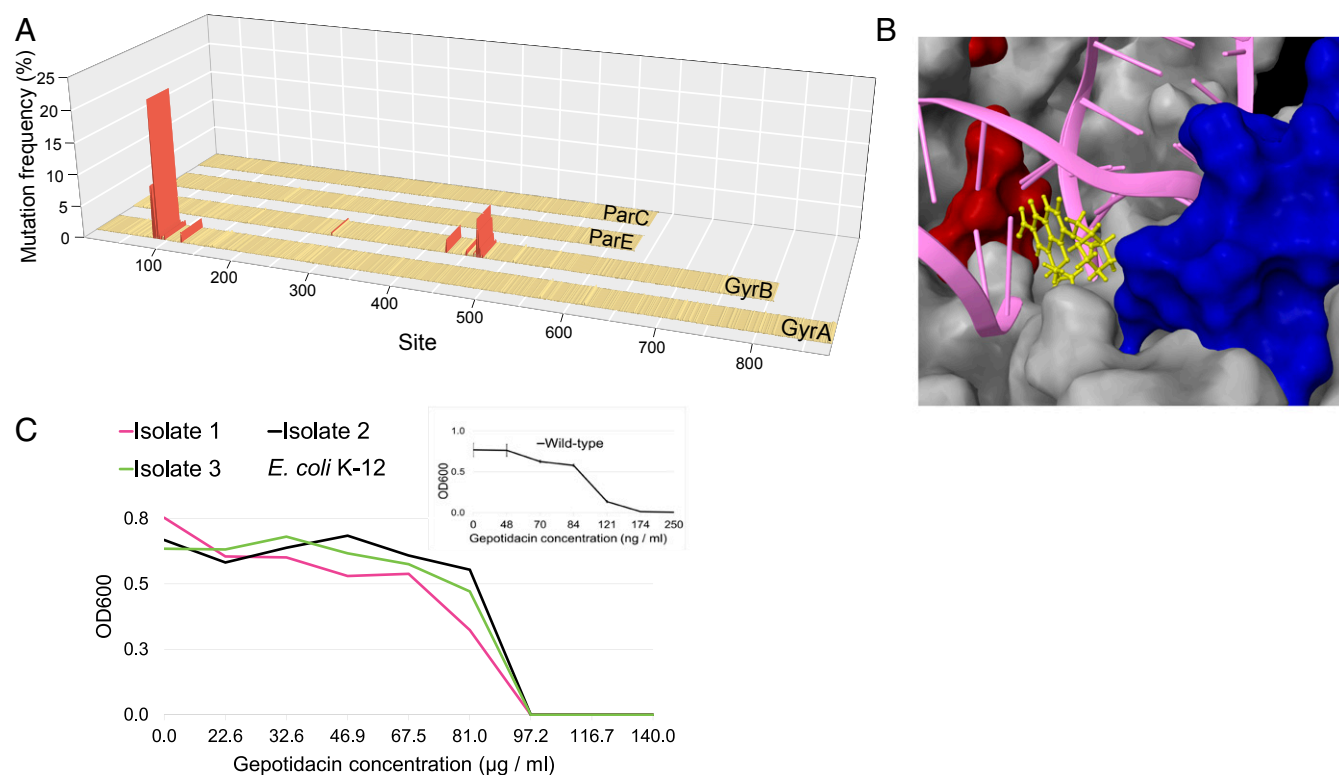 A
Mutation frequency (%)
25
20
15
10
5
0
100
200
300
400
500
600
700
800
Site
ParC
ParE
GyrB
GyrA
B
C
Isolate 1
Isolate 2
Isolate 3
E. coli K-12
OD600
0.8
0.5
0.3
0.0
0.0 22.6 32.6 46.9 67.5 81.0 97.2 116.7 140.0
Gepotidacin concentration (µg / ml)
Wild-type
OD600
1.0
0.5
0.0
0 48 70 84 121 174 250
Gepotidacin concentration (ng / ml)